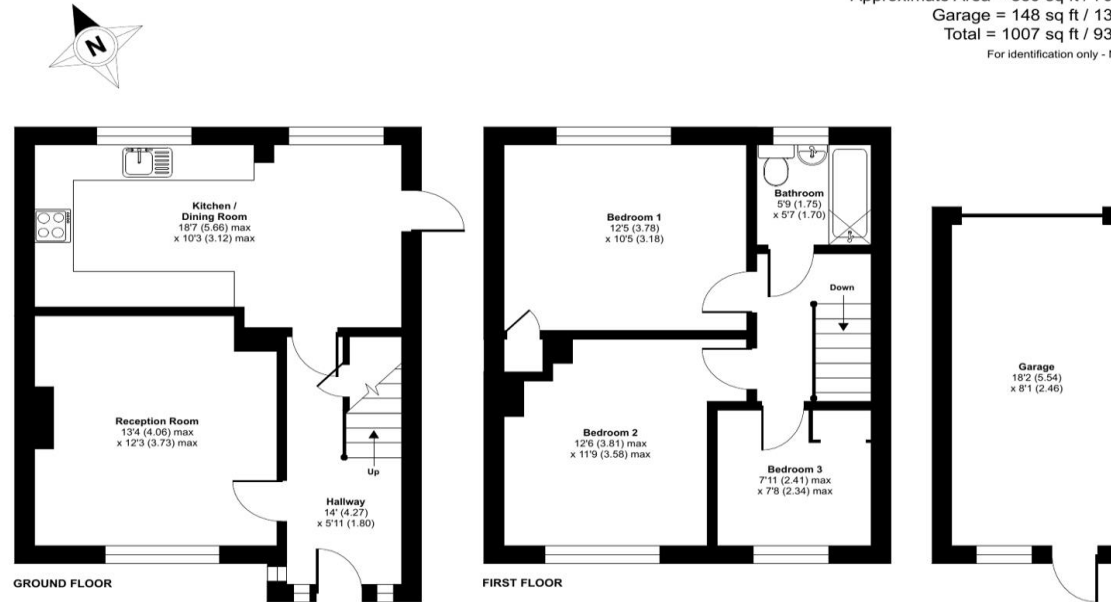 Garage = 148 sq ft / 13
Total = 1007 sq ft / 93
For identification only - N
N
Kitchen /
Dining Room
18'7 (5.66) max
x 10'3 (3.12) max
Reception Room
13'4 (4.06) max
x 12'3 (3.73) max
Up
Hallway
14' (4.27)
x 5'11 (1.80)
GROUND FLOOR
Bedroom 1
12'5 (3.78)
x 10'5 (3.18)
Bathroom
5'9 (1.75)
x 5'7 (1.70)
Down
Bedroom 2
12'6 (3.81) max
x 11'9 (3.58) max
Bedroom 3
7'11 (2.41) max
x 7'8 (2.34) max
FIRST FLOOR
Garage
18'2 (5.54)
x 8'1 (2.46)